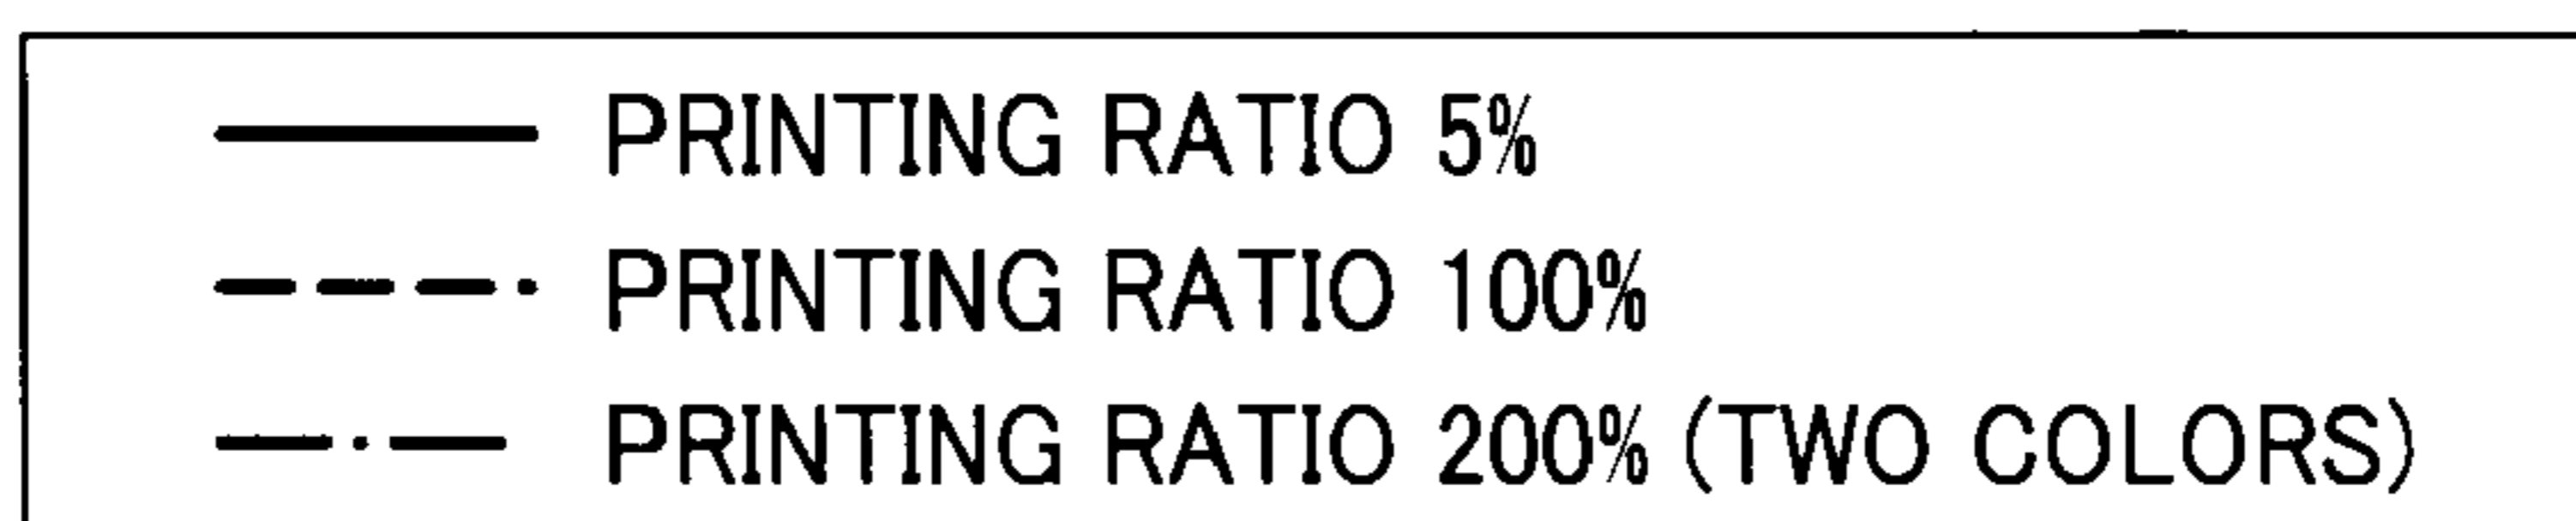 PRINTING RATIO 5%
PRINTING RATIO 100%
PRINTING RATIO 200% (TWO COLORS)